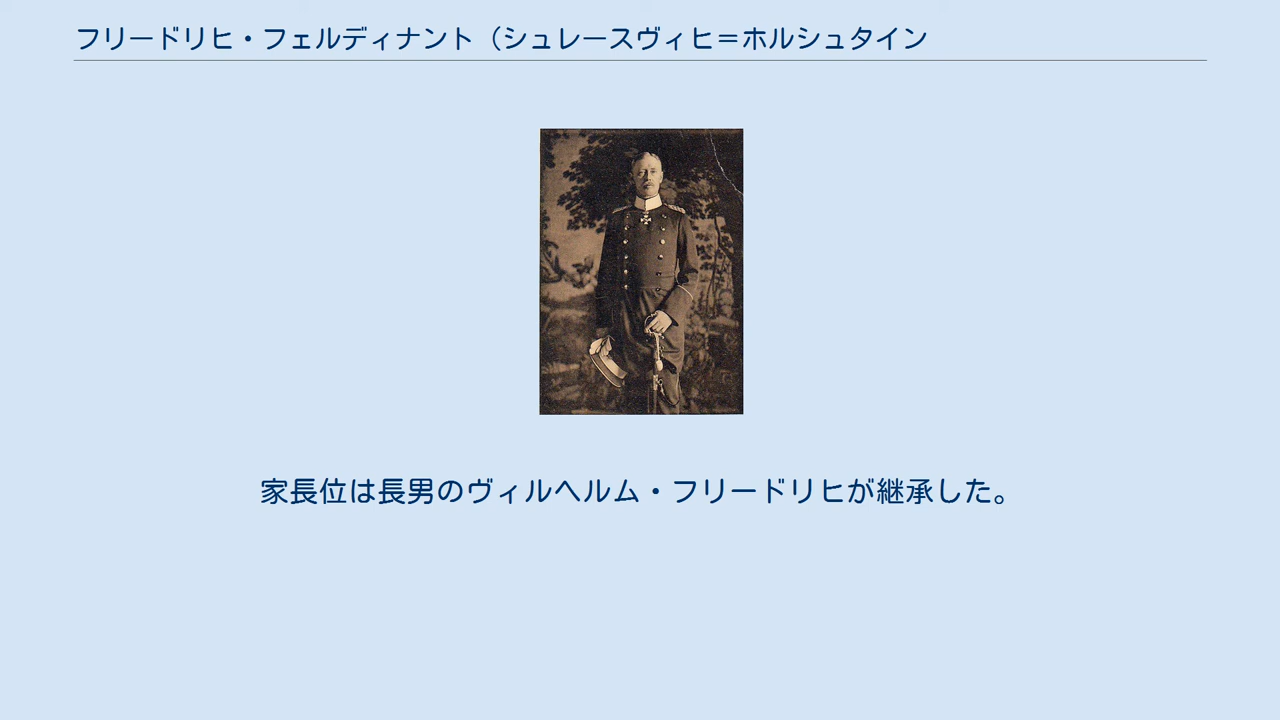 フリードリヒ・フェルディナント（シュレースヴィヒ＝ホルシュタイン
家長位は長男のヴィルヘルム・フリードリヒが継承した。